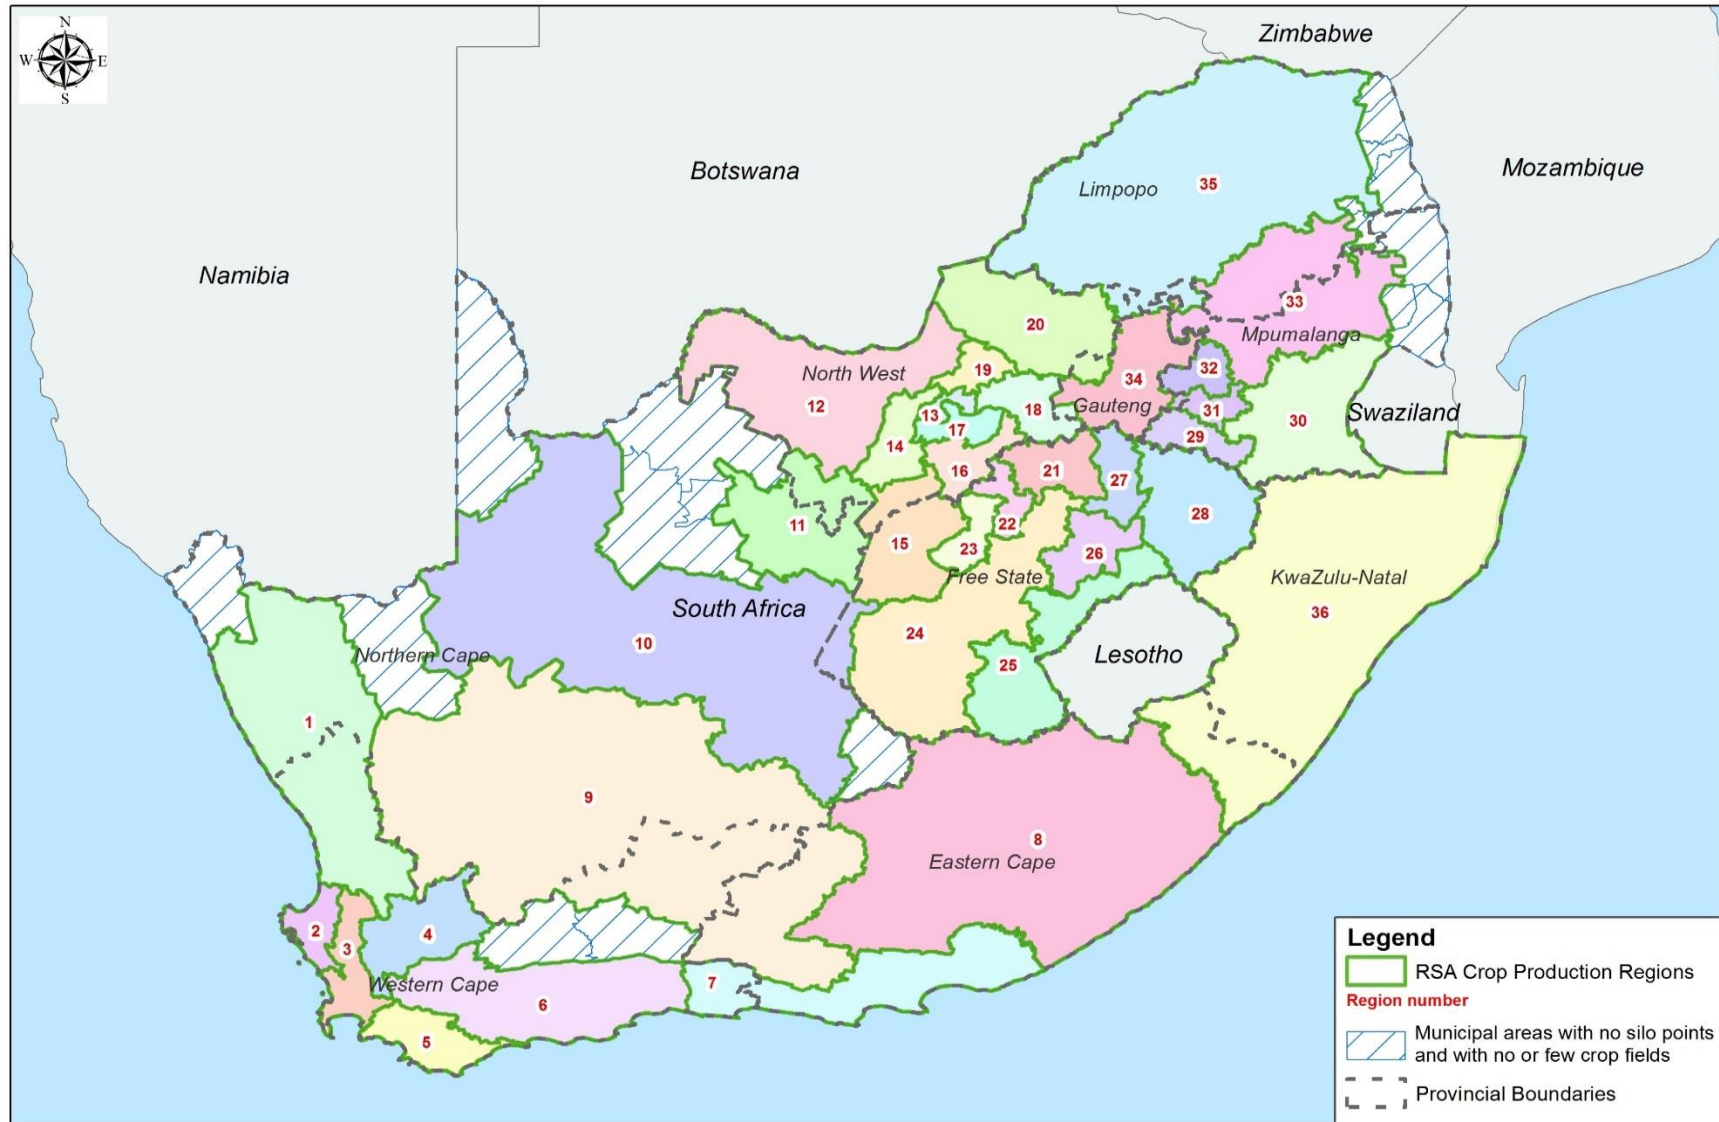 N
W E
S
Zimbabwe
Mozambique
Botswana
Namibia
Limpopo
35
33
Mpumalanga
20
North West
12
19
34
Gauteng
32
31
29
30
Swaziland
13
17
18
14
16
21
27
28
11
15
22
23
26
Free State
KwaZulu-Natal
36
South Africa
10
24
25
Lesotho
Northern Cape
1
9
8
Eastern Cape
2
3
4
Western Cape
5
6
7
Legend
RSA Crop Production Regions
Region number
Municipal areas with no silo points
and with no or few crop fields
Provincial Boundaries